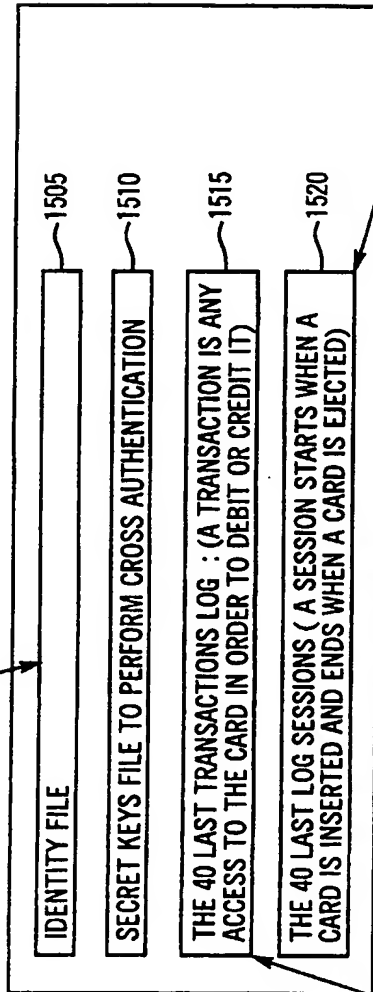 IDENTITY FILE
1505
SECRET KEYS FILE TO PERFORM CROSS AUTHENTICATION
1510
THE 40 LAST TRANSACTIONS LOG : (A TRANSACTION IS ANY
ACCESS TO THE CARD IN ORDER TO DEBIT OR CREDIT IT)
1515
THE 40 LAST LOG SESSIONS ( A SESSION STARTS WHEN A
CARD IS INSERTED AND ENDS WHEN A CARD IS EJECTED)
1520